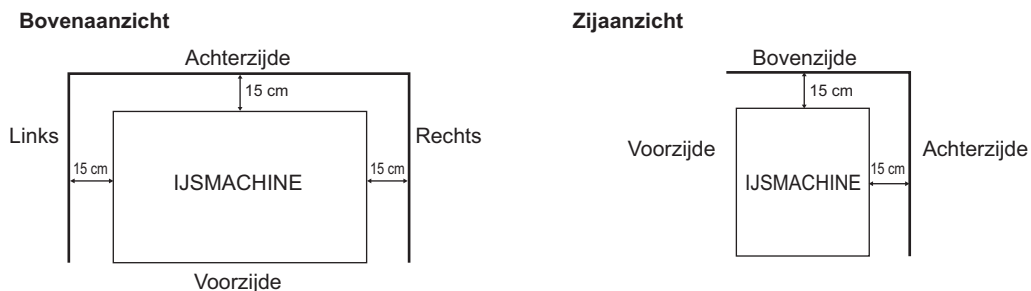 Bovenaanzicht
Achterzijde
15 cm
Links
Rechts
15 cm
IJSMACHINE
15 cm
Voorzijde
Zijaanzicht
Bovenzijde
15 cm
Voorzijde
Achterzijde
IJSMACHINE
15 cm